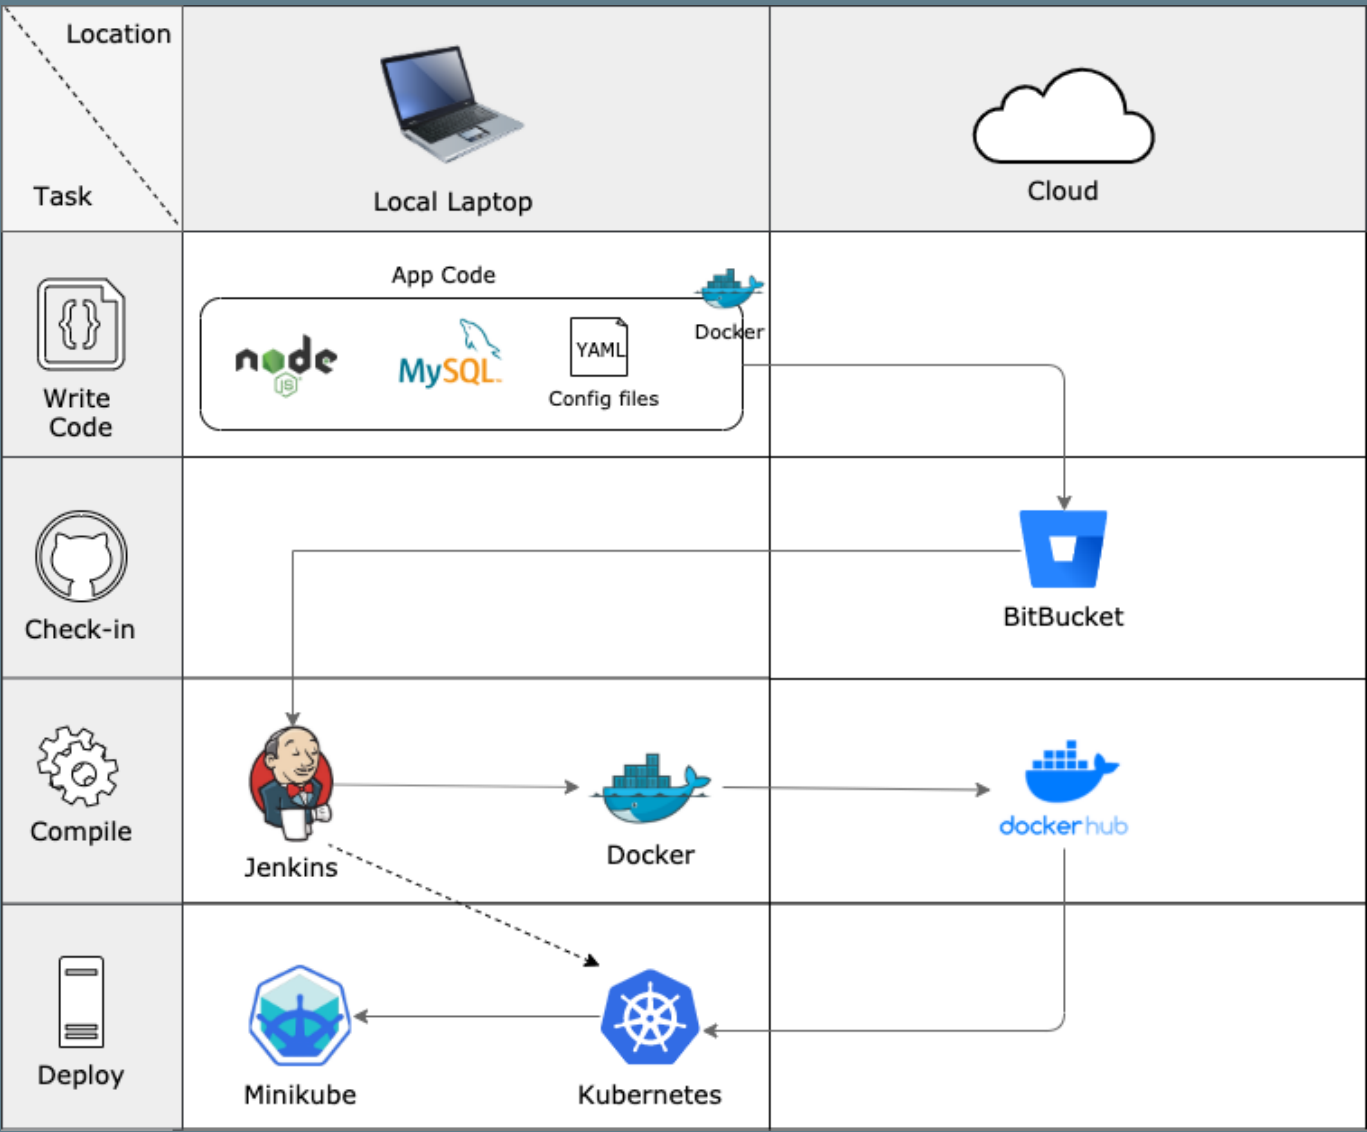 Location
Task
Local Laptop
Cloud
Write
Code
App Code
node
JS
MySQL
YAML
Config files
Docker
Check-in
BitBucket
Compile
Jenkins
Docker
docker hub
Deploy
Minikube
Kubernetes